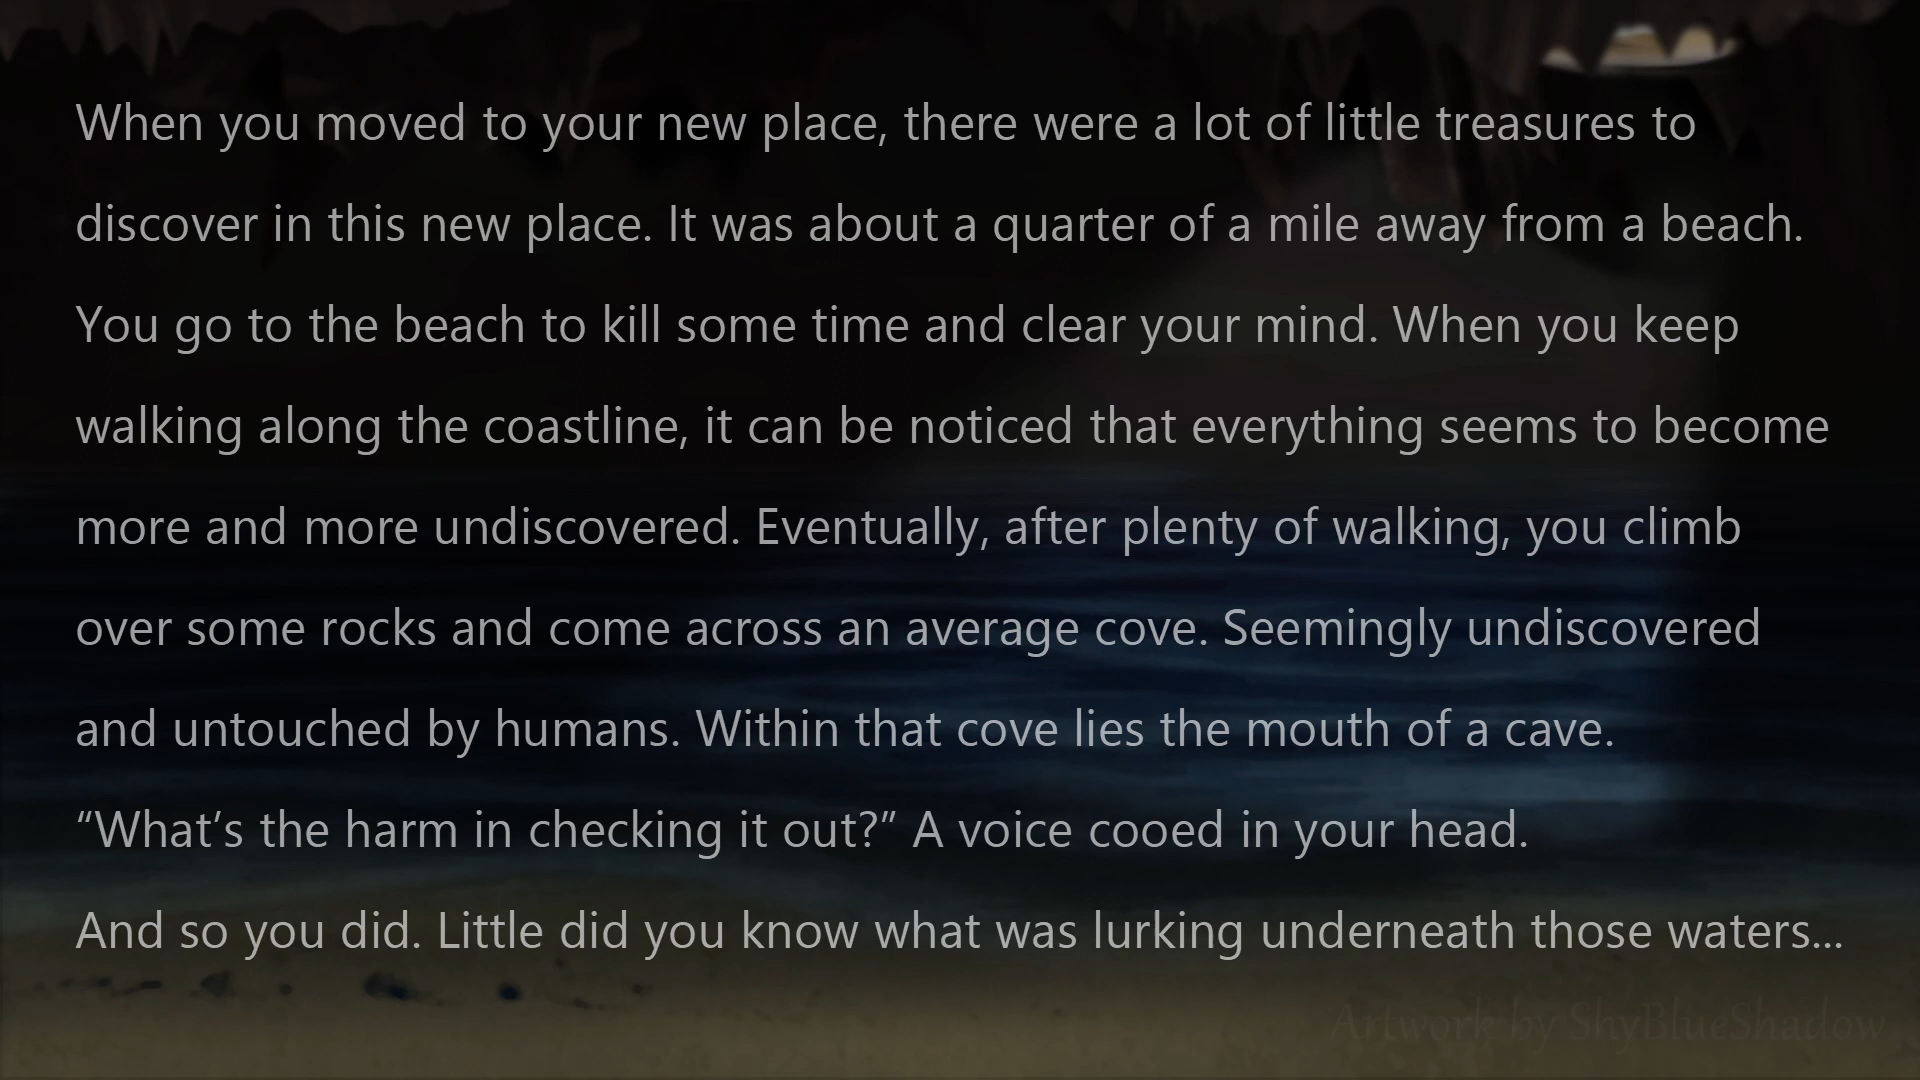 When you moved to your new place, there were a lot of little treasures to
discover in this new place. It was about a quarter of a mile away from a beach.
You go to the beach to kill some time and clear your mind. When you keep
walking along the coastline, it can be noticed that everything seems to become
more and more undiscovered. Eventually, after plenty of walking, you climb
over some rocks and come across an average cove. Seemingly undiscovered
and untouched by humans. Within that cove lies the mouth of a cave.
“What‘s the harm in checking it out?” A voice cooed in your head.
And so you did. Little did you know what was lurking underneath those waters...
Artwork by ShyBlueShadow